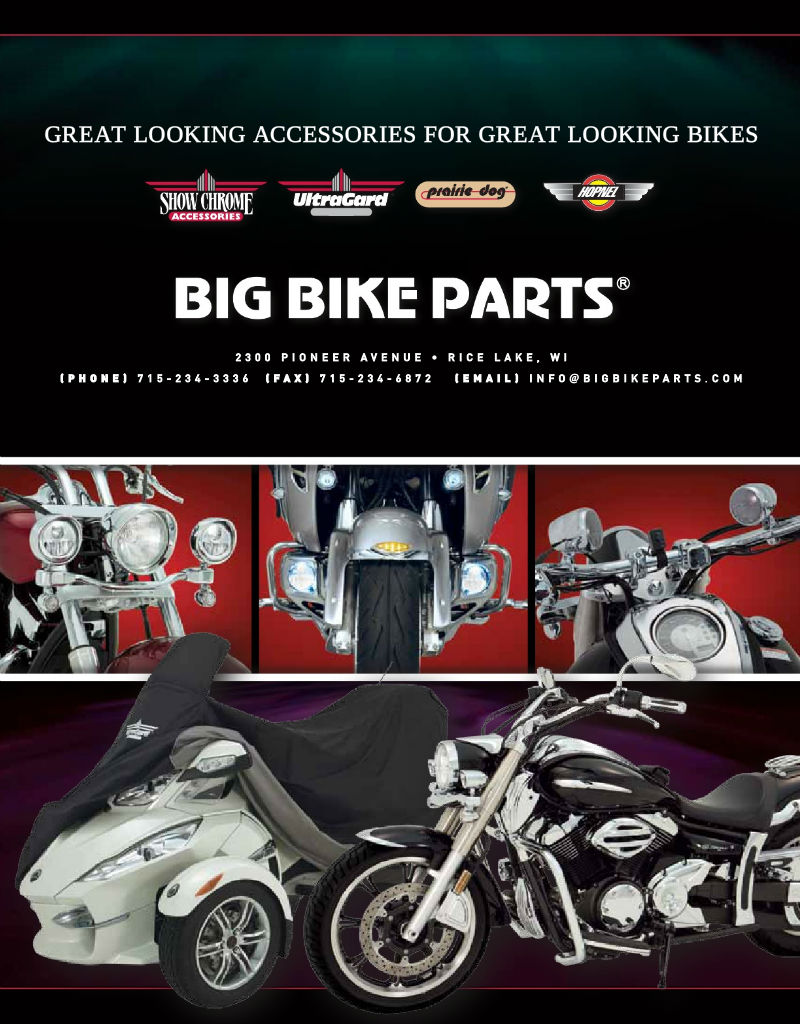 GREAT LOOKING ACCESSORIES FOR GREAT LOOKING BIKES
SHOW CHROME
ACCESSORIES
UltraGard
prairie dog
HOPNEL
BIG BIKE PARTS®
2300 PIONEER AVENUE • RICE LAKE, WI
(PHONE) 715-234-3336 (FAX) 715-234-6872 (EMAIL) INFO@BIGBIKEPARTS.COM